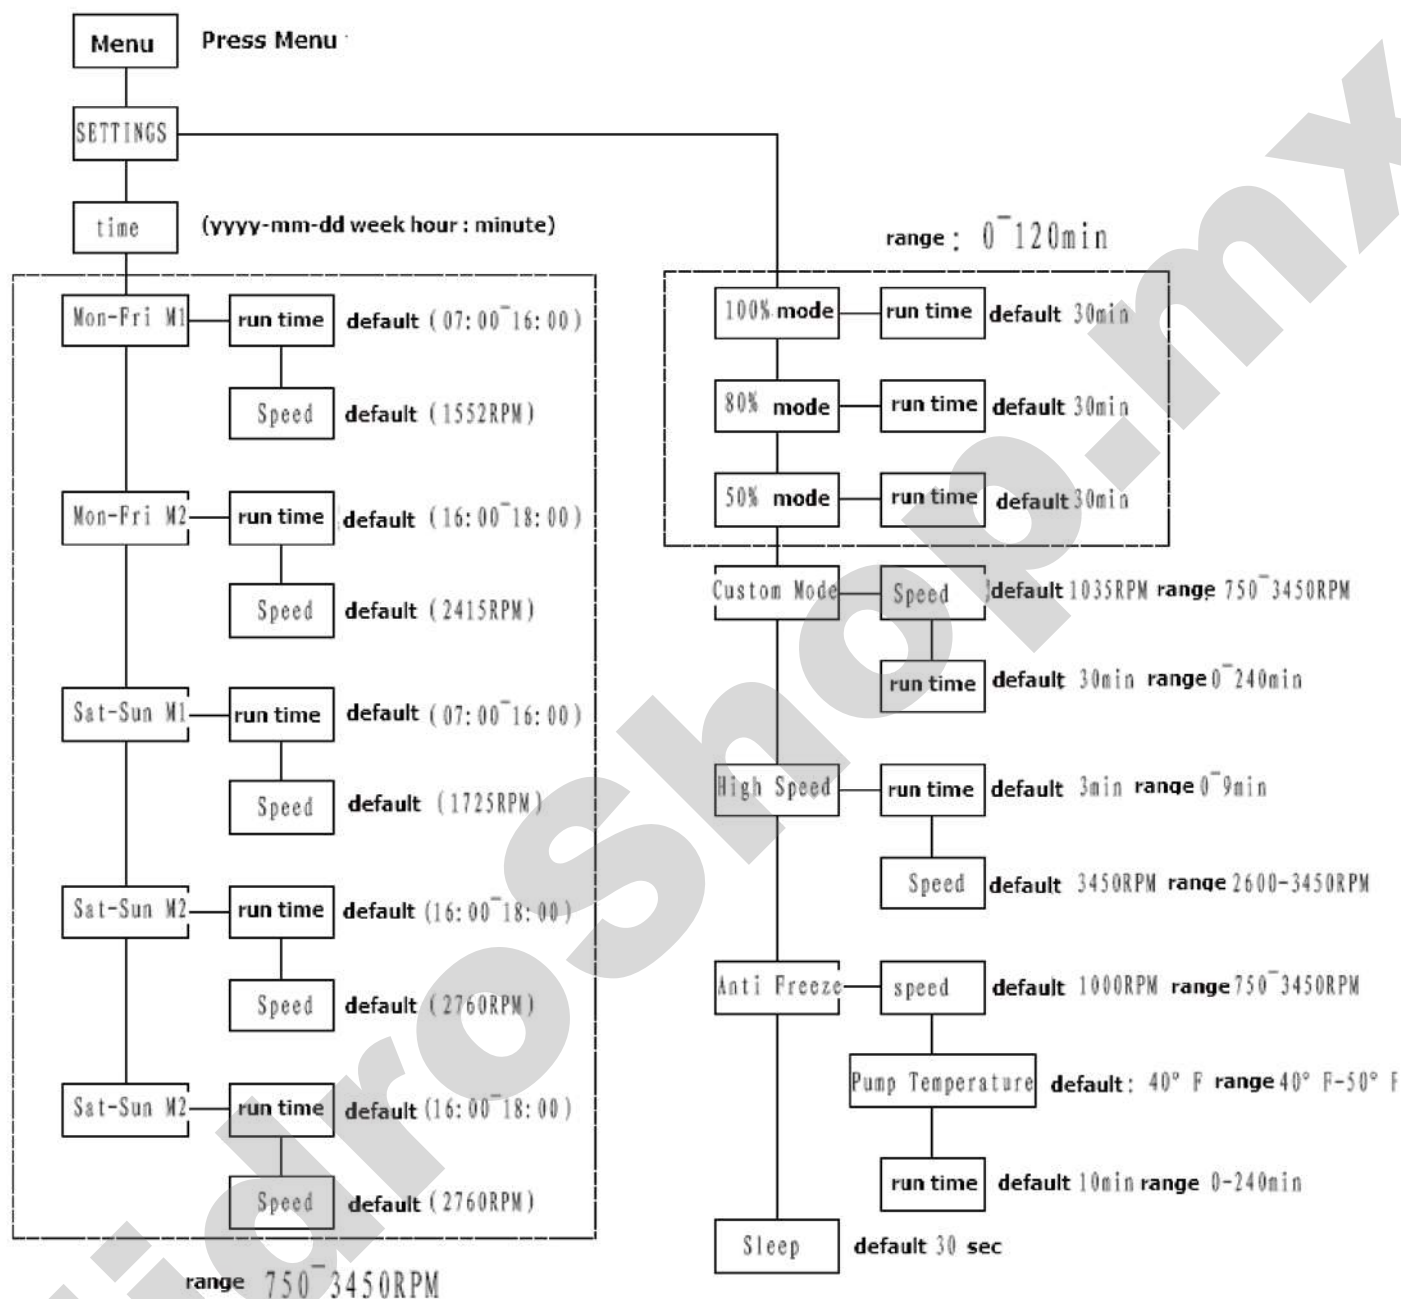 Menu Press Menu
SETTINGS
time (yyyy-mm-dd week hour : minute)
Mon-Fri M1 run time default (07:00~16:00)
Speed default (1552RPM)
Mon-Fri M2 run time default (16:00~18:00)
Speed default (2415RPM)
Sat-Sun M1 run time default (07:00~16:00)
Speed default (1725RPM)
Sat-Sun M2 run time default (16:00~18:00)
Speed default (2760RPM)
Sat-Sun M2 run time default (16:00~18:00)
Speed default (2760RPM)
range 750~3450RPM
range : 0~120min
100% mode run time default 30min
80% mode run time default 30min
50% mode run time default 30min
Custom Mode Speed default 1035RPM range 750~3450RPM
run time default 30min range 0~240min
High Speed run time default 3min range 0~9min
Speed default 3450RPM range 2600-3450RPM
Anti Freeze speed default 1000RPM range 750~3450RPM
Pump Temperature default: 40° F range 40° F-50° F
run time default 10min range 0-240min
Sleep default 30 sec
idroshop.mx